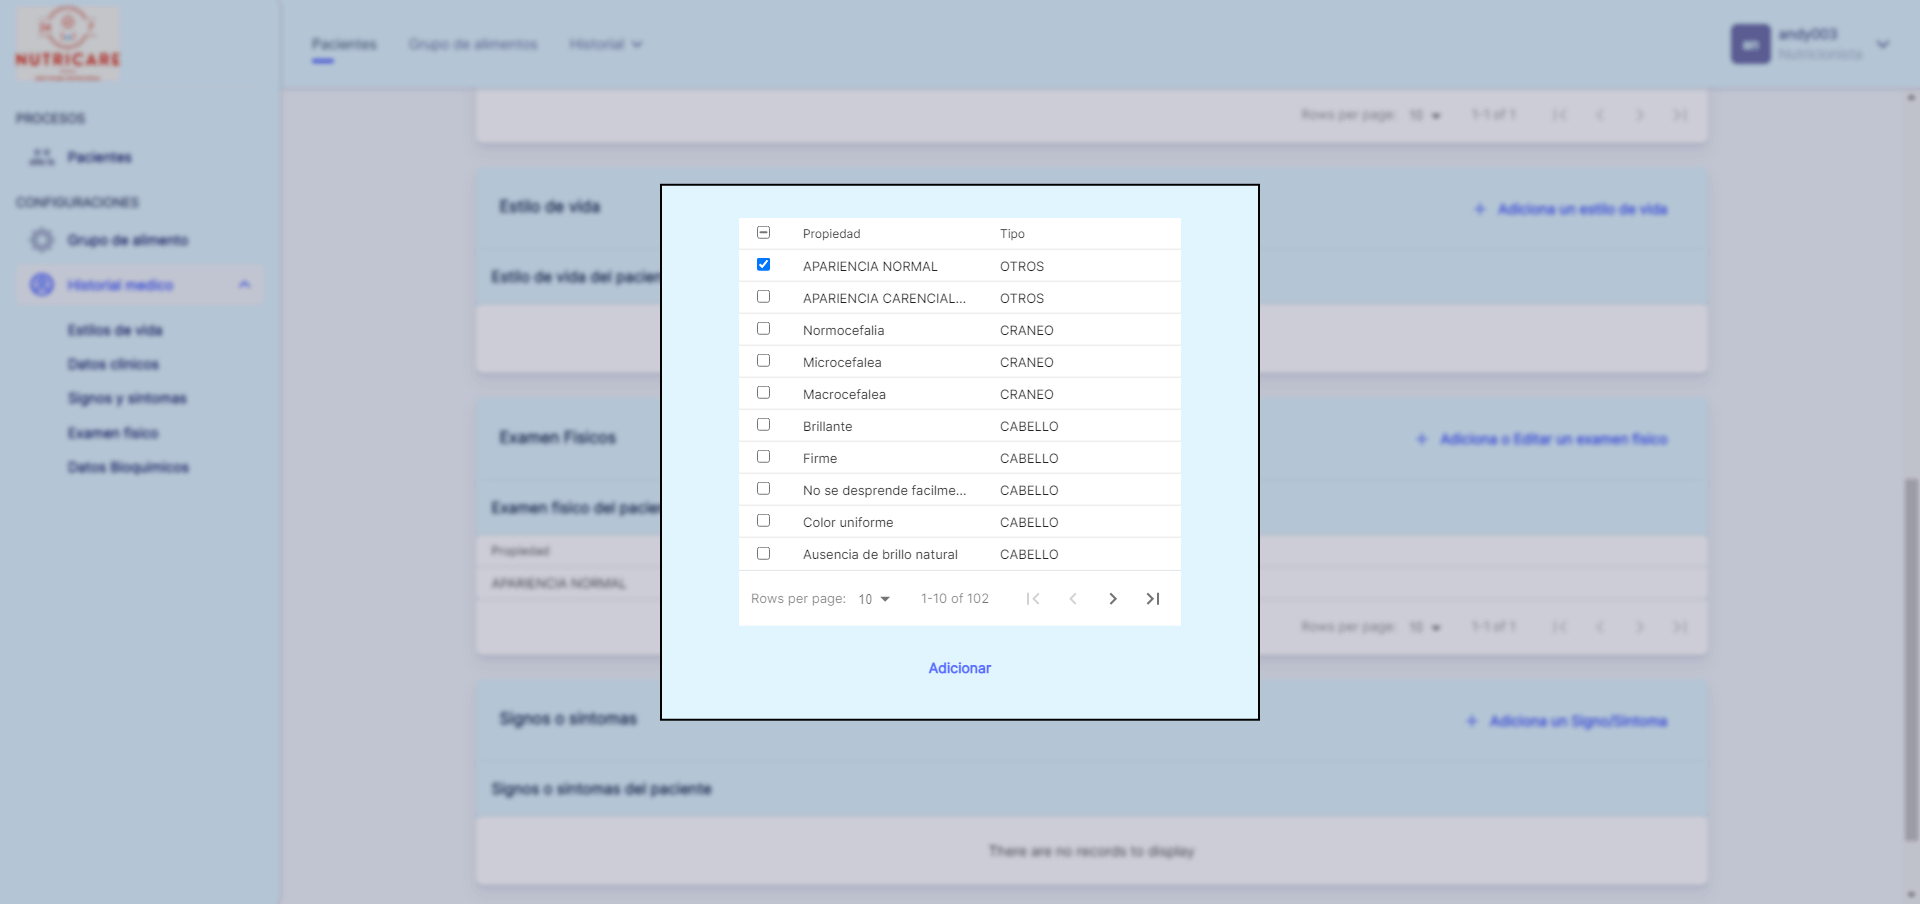 NUTRICARE
Pacientes
Grupo de alimentos
Historial
andy003
Nutricionista
PROCESOS
Pacientes
CONFIGURACIONES
Grupo de alimento
Historial medico
Estilos de vida
Datos clinicos
Signos y sintomas
Examen fisico
Datos Bioquimicos
Rows per page: 10 1-1 of 1
Estilo de vida
+ Adiciona un estilo de vida
Estilo de vida del pacien
Examen Fisicos
+ Adiciona o Editar un examen fisico
Examen fisico del pacien
Propiedad
APARIENCIA NORMAL
Rows per page: 10 1-1 of 1
Signos o sintomas
+ Adiciona un Signo/Sintoma
Signos o sintomas del paciente
There are no records to display
Propiedad Tipo
APARIENCIA NORMAL OTROS
APARIENCIA CARENCIAL... OTROS
Normocefalia CRANEO
Microcefalea CRANEO
Macrocefalea CRANEO
Brillante CABELLO
Firme CABELLO
No se desprende facilme... CABELLO
Color uniforme CABELLO
Ausencia de brillo natural CABELLO
Rows per page: 10 1-10 of 102
Adicionar